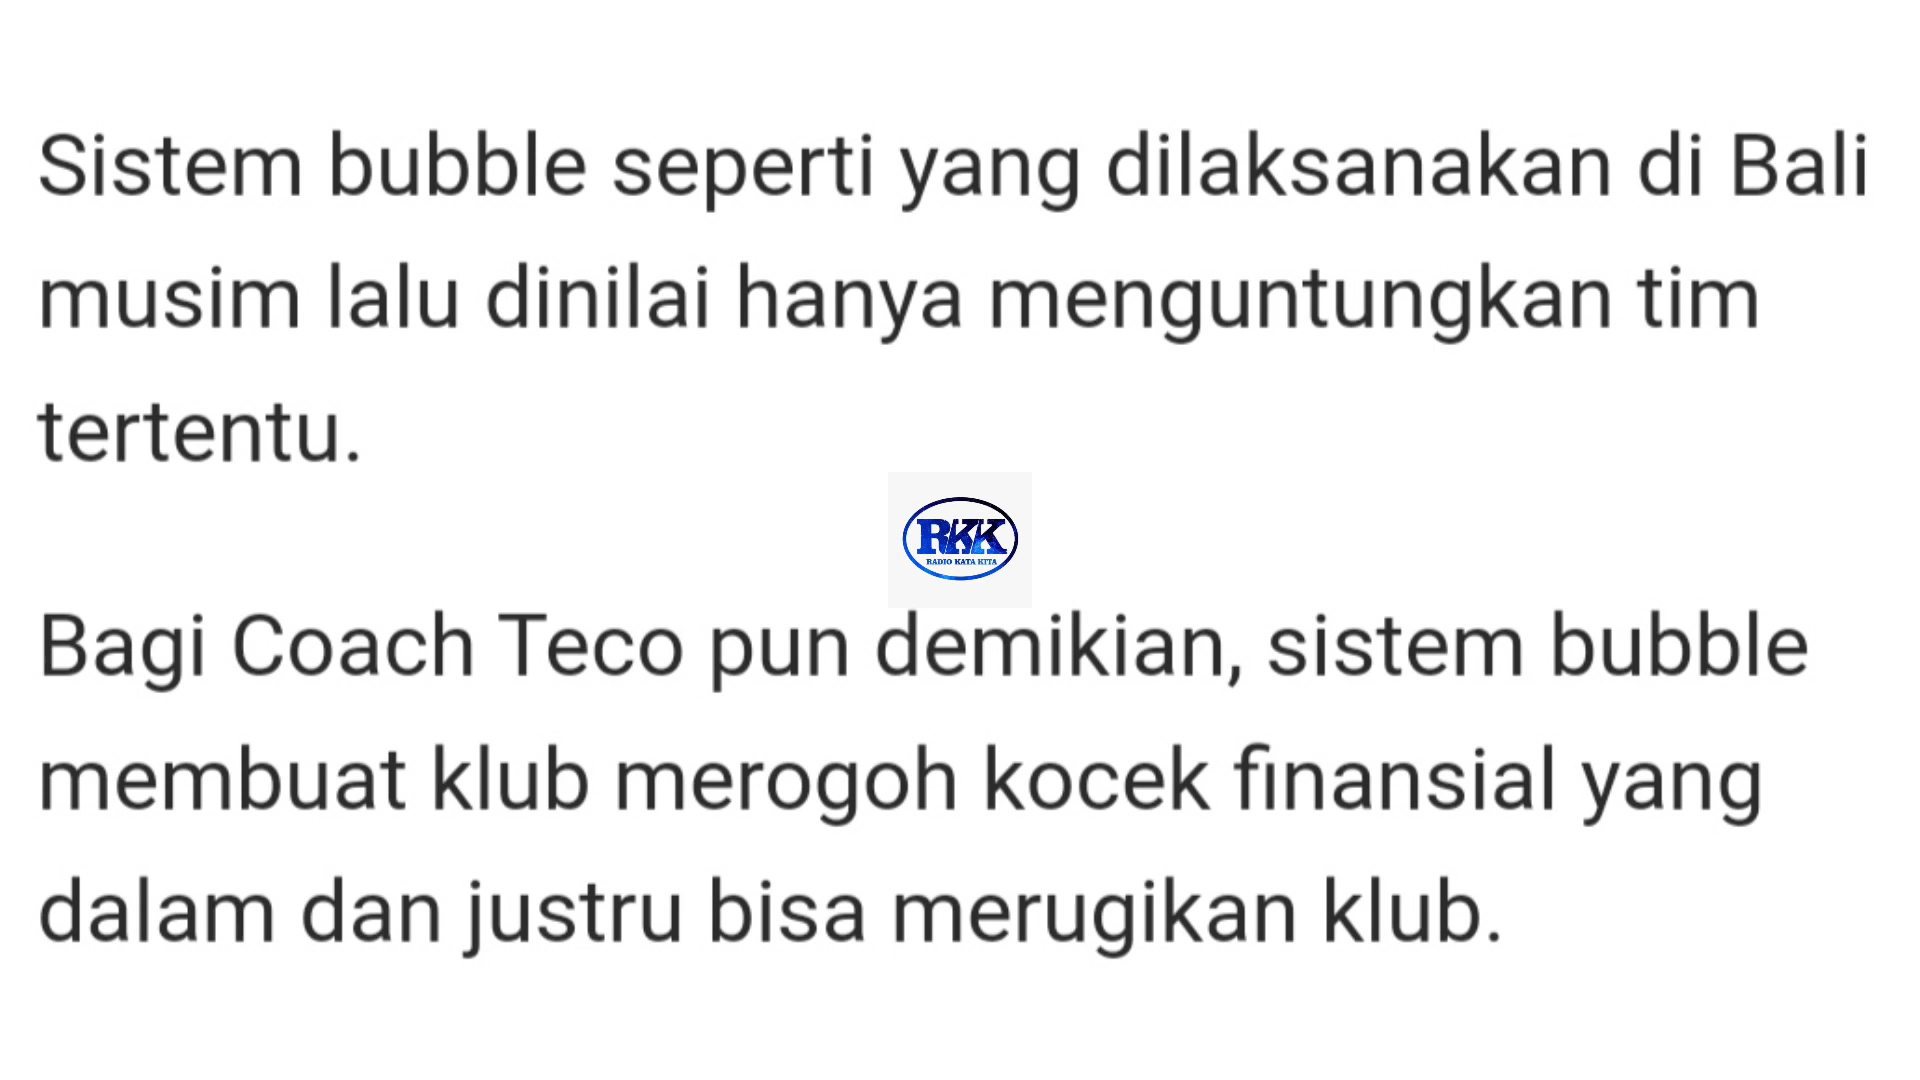 Sistem bubble seperti yang dilaksanakan di Bali
musim lalu dinilai hanya menguntungkan tim
tertentu.
RKK
RADIO KATA KITA
Bagi Coach Teco pun demikian, sistem bubble
membuat klub merogoh kocek finansial yang
dalam dan justru bisa merugikan klub.